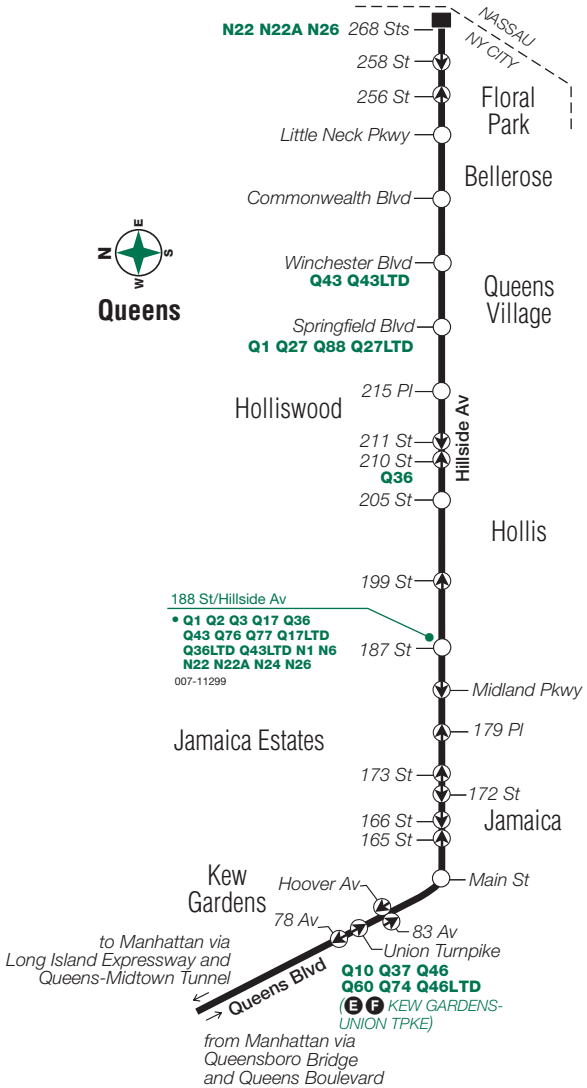 N22 N22A N26 268 Sts
NASSAU
NY CITY
258 St
256 St
Floral
Park
Little Neck Pkwy
Bellerose
Commonwealth Blvd
N
E
S
W
Queens
Winchester Blvd
Q43 Q43LTD
Queens
Village
Springfield Blvd
Q1 Q27 Q88 Q27LTD
215 Pl
Holliswood
Hillside Av
211 St
210 St
Q36
205 St
Hollis
199 St
188 St/Hillside Av
• Q1 Q2 Q3 Q17 Q36
Q43 Q76 Q77 Q17LTD
Q36LTD Q43LTD N1 N6
N22 N22A N24 N26
007-11299
187 St
Midland Pkwy
179 Pl
Jamaica Estates
173 St
172 St
166 St
165 St
Jamaica
Main St
Kew
Gardens
Hoover Av
78 Av
83 Av
Union Turnpike
Q10 Q37 Q46
Q60 Q74 Q46LTD
(E F KEW GARDENS-
UNION TPKE)
to Manhattan via
Long Island Expressway and
Queens-Midtown Tunnel
Queens Blvd
from Manhattan via
Queensboro Bridge
and Queens Boulevard